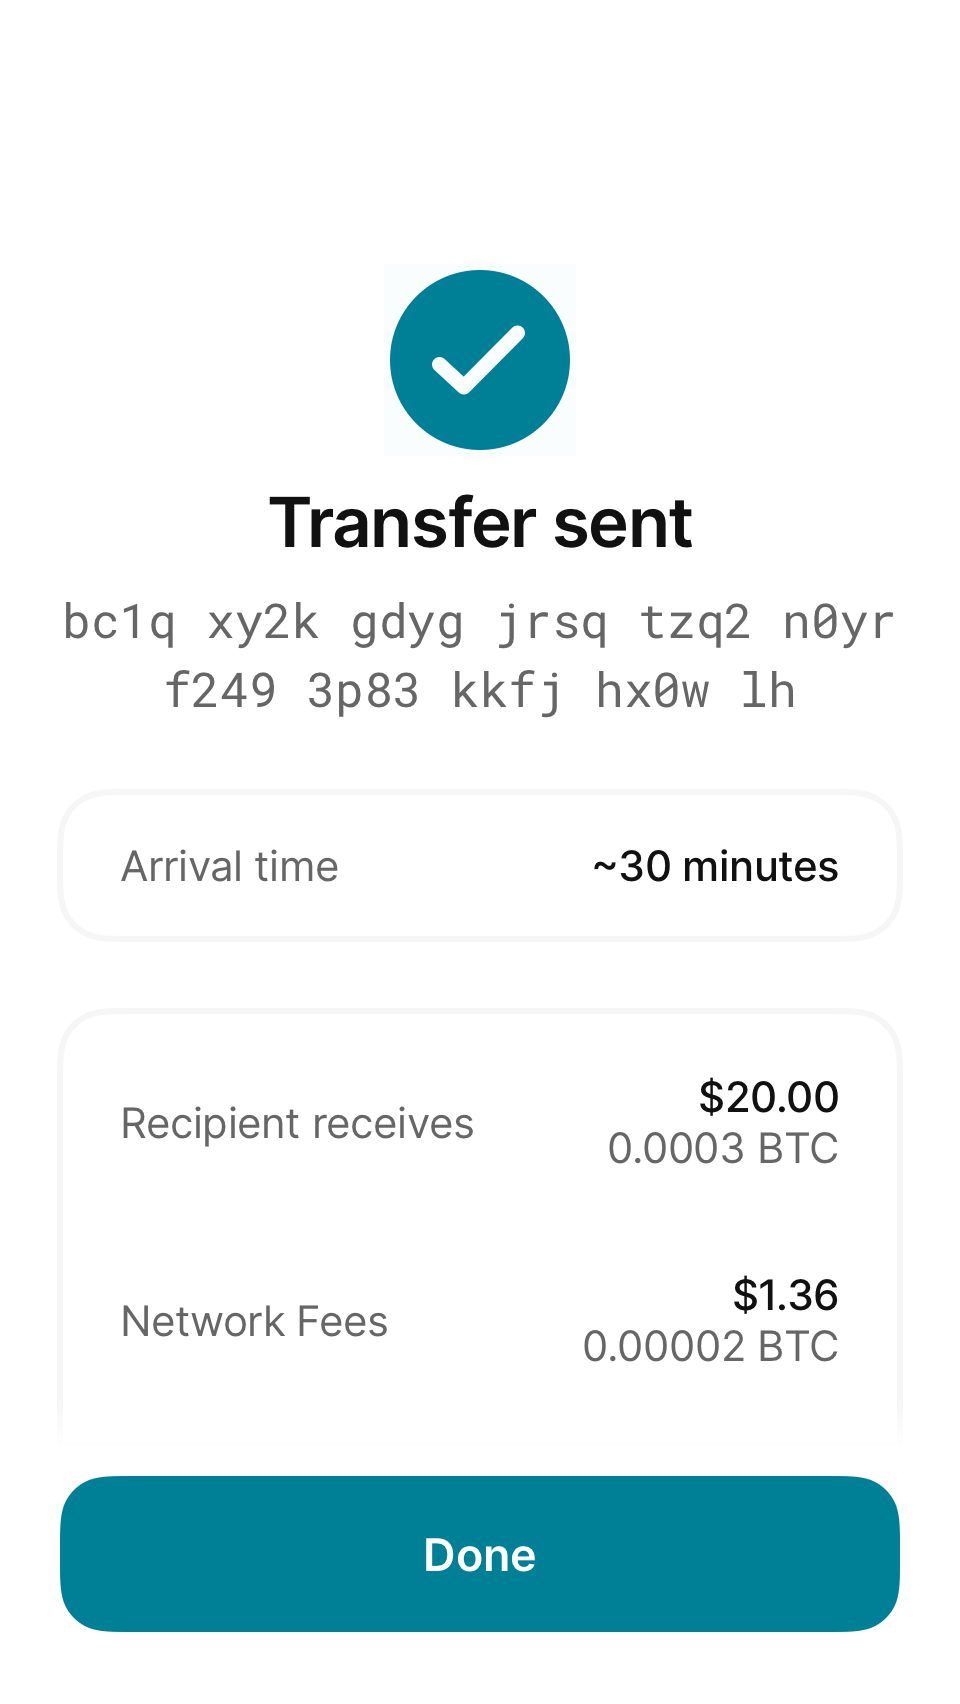 Transfer sent
bc1q xy2k gdyg jrsq tzq2 n0yr
f249 3p83 kkfj hx0w lh
Arrival time ~30 minutes
Recipient receives $20.00
0.0003 BTC
Network Fees $1.36
0.00002 BTC
Done